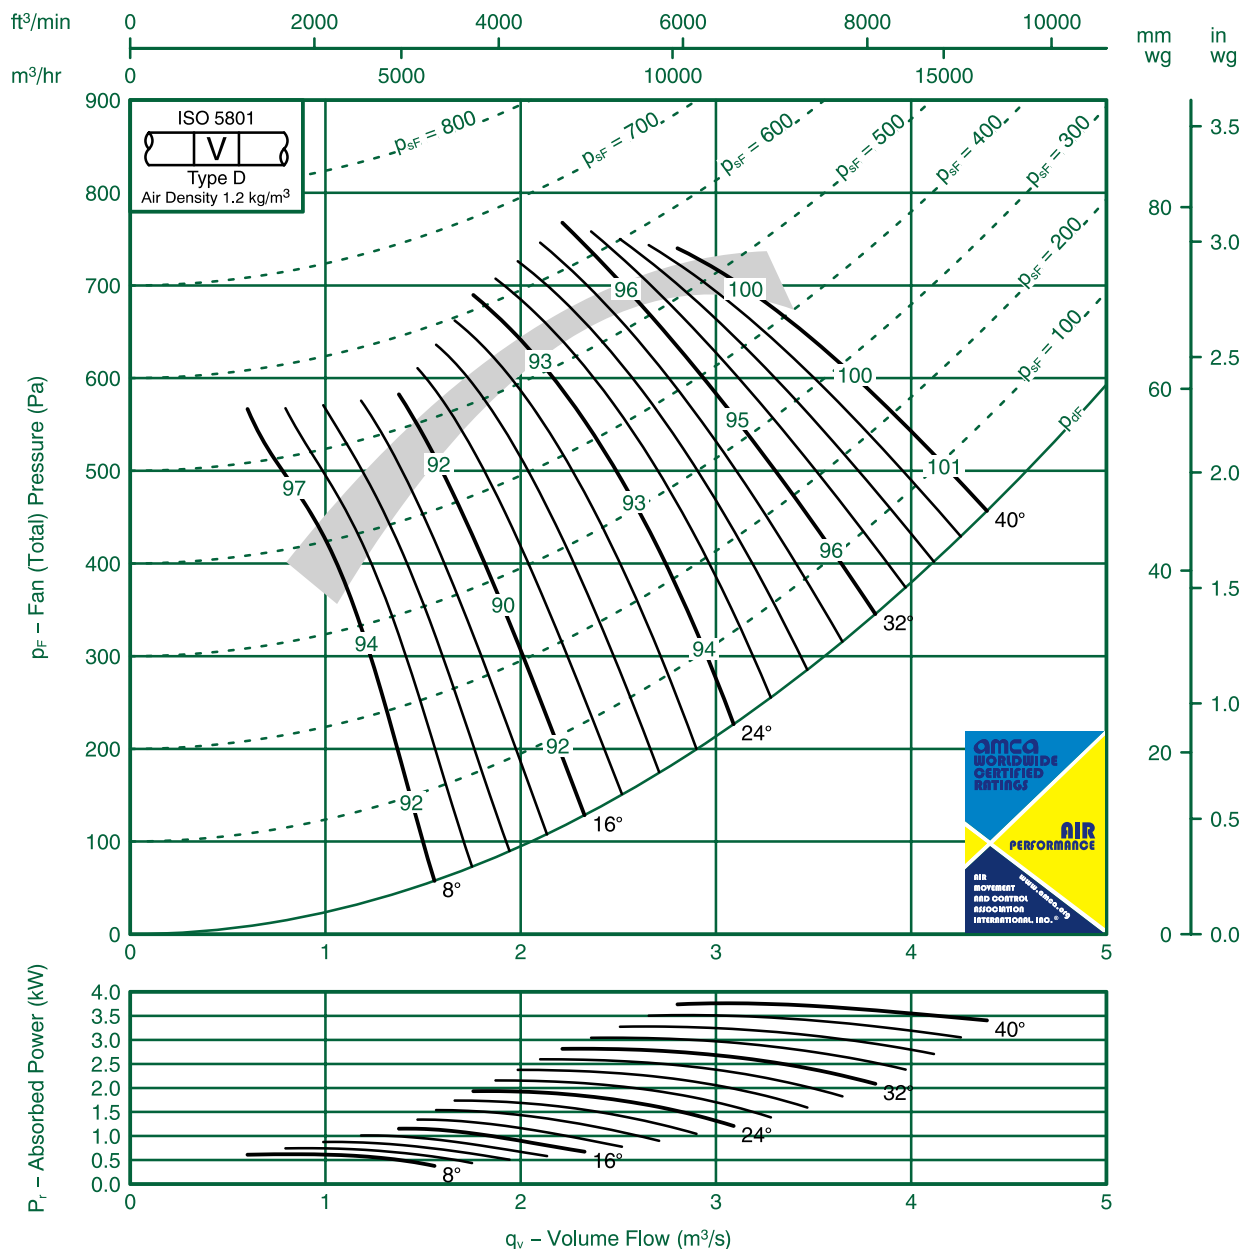 ft³/min 0 2000 4000 6000 8000 10000
m³/hr 0 5000 10000 15000
mm wg
in wg
ISO 5801
V
Type D
Air Density 1.2 kg/m³
pF – Fan (Total) Pressure (Pa)
900
800
700
600
500
400
300
200
100
0
psF = 800
psF = 700
psF = 600
psF = 500
psF = 400
psF = 300
psF = 200
psF = 100
pdF
97
94
92
8°
92
90
92
16°
93
93
94
24°
96
95
96
32°
100
100
101
40°
80
60
40
20
0
3.5
3.0
2.5
2.0
1.5
1.0
0.5
0.0
amca
WORLDWIDE
CERTIFIED
RATINGS
AIR
PERFORMANCE
AIR
MOVEMENT
AND CONTROL
ASSOCIATION
INTERNATIONAL, INC.®
www.amca.org
0 1 2 3 4 5
Pr – Absorbed Power (kW)
4.0
3.5
3.0
2.5
2.0
1.5
1.0
0.5
0.0
8°
16°
24°
32°
40°
0 1 2 3 4 5
qv – Volume Flow (m³/s)